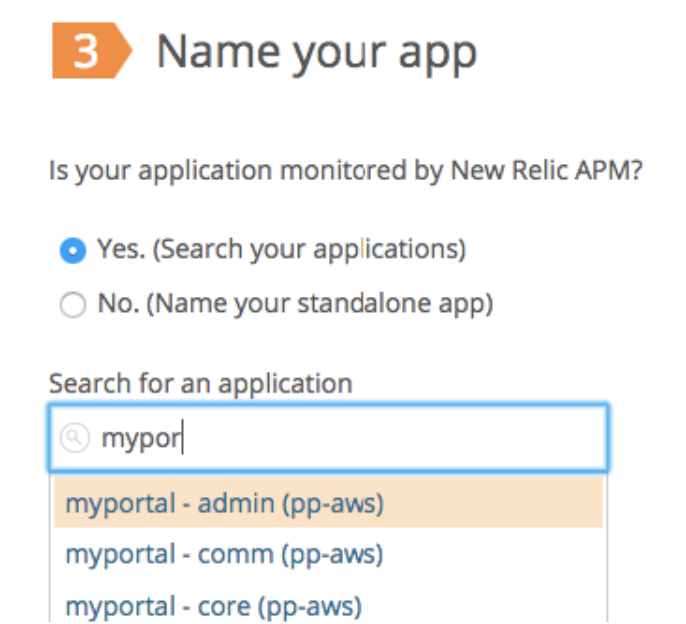 3 Name your app
Is your application monitored by New Relic APM?
Yes. (Search your applications)
No. (Name your standalone app)
Search for an application
mypor
myportal - admin (pp-aws)
myportal - comm (pp-aws)
myportal - core (pp-aws)